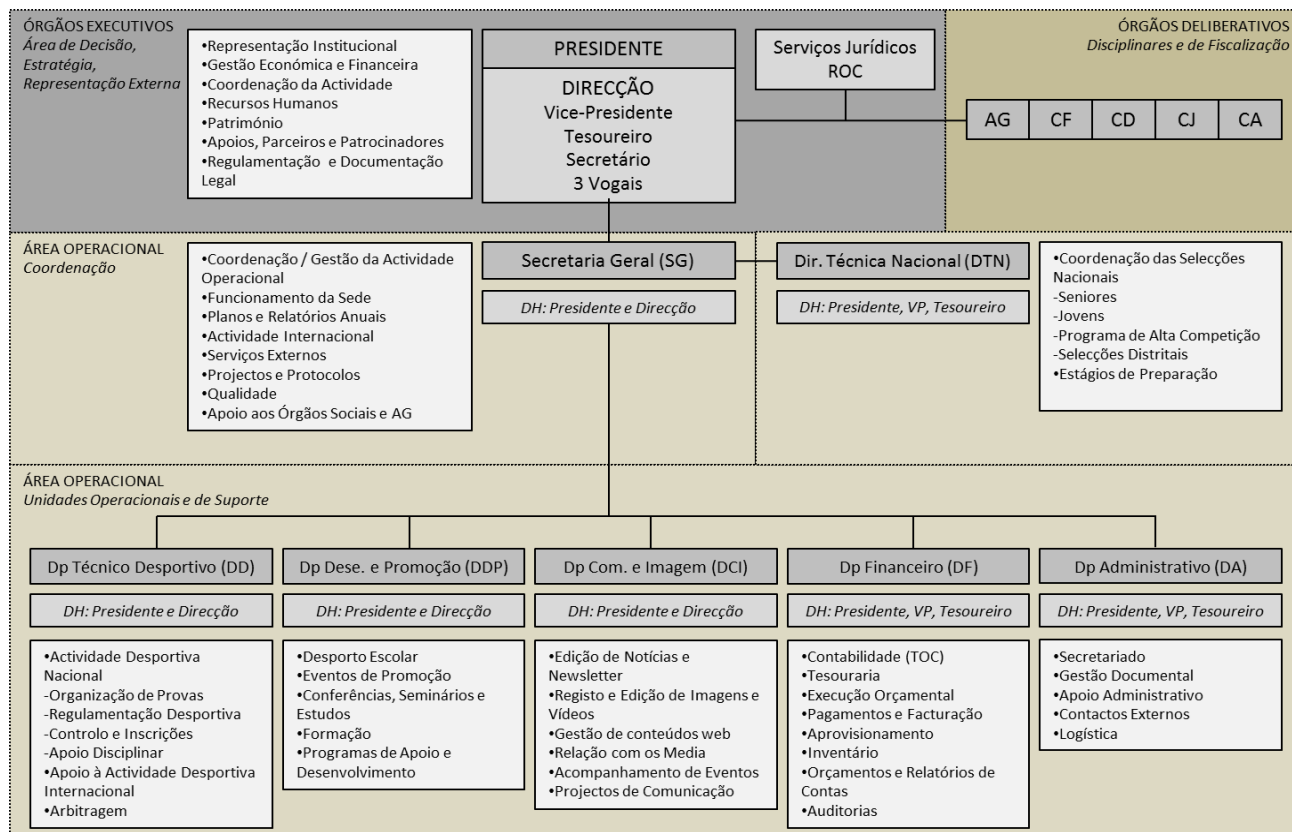 ÓRGÃOS EXECUTIVOS
Área de Decisão,
Estratégia,
Representação Externa
•Representação Institucional
•Gestão Económica e Financeira
•Coordenação da Actividade
•Recursos Humanos
•Património
•Apoios, Parceiros e Patrocinadores
•Regulamentação e Documentação
Legal
PRESIDENTE
DIRECÇÃO
Vice-Presidente
Tesoureiro
Secretário
3 Vogais
Serviços Jurídicos
ROC
ÓRGÃOS DELIBERATIVOS
Disciplinares e de Fiscalização
AG
CF
CD
CJ
CA
ÁREA OPERACIONAL
Coordenação
•Coordenação / Gestão da Actividade
Operacional
•Funcionamento da Sede
•Planos e Relatórios Anuais
•Actividade Internacional
•Serviços Externos
•Projectos e Protocolos
•Qualidade
•Apoio aos Órgãos Sociais e AG
Secretaria Geral (SG)
DH: Presidente e Direcção
Dir. Técnica Nacional (DTN)
DH: Presidente, VP, Tesoureiro
•Coordenação das Selecções
Nacionais
-Seniores
-Jovens
-Programa de Alta Competição
-Selecções Distritais
•Estágios de Preparação
ÁREA OPERACIONAL
Unidades Operacionais e de Suporte
Dp Técnico Desportivo (DD)
DH: Presidente e Direcção
•Actividade Desportiva
Nacional
-Organização de Provas
-Regulamentação Desportiva
-Controlo e Inscrições
-Apoio Disciplinar
•Apoio à Actividade Desportiva
Internacional
•Arbitragem
Dp Dese. e Promoção (DDP)
DH: Presidente e Direcção
•Desporto Escolar
•Eventos de Promoção
•Conferências, Seminários e
Estudos
•Formação
•Programas de Apoio e
Desenvolvimento
Dp Com. e Imagem (DCI)
DH: Presidente e Direcção
•Edição de Notícias e
Newsletter
•Registo e Edição de Imagens e
Vídeos
•Gestão de conteúdos web
•Relação com os Media
•Acompanhamento de Eventos
•Projectos de Comunicação
Dp Financeiro (DF)
DH: Presidente, VP, Tesoureiro
•Contabilidade (TOC)
•Tesouraria
•Execução Orçamental
•Pagamentos e Facturação
•Aprovisionamento
•Inventário
•Orçamentos e Relatórios de
Contas
•Auditorias
Dp Administrativo (DA)
DH: Presidente, VP, Tesoureiro
•Secretariado
•Gestão Documental
•Apoio Administrativo
•Contactos Externos
•Logística